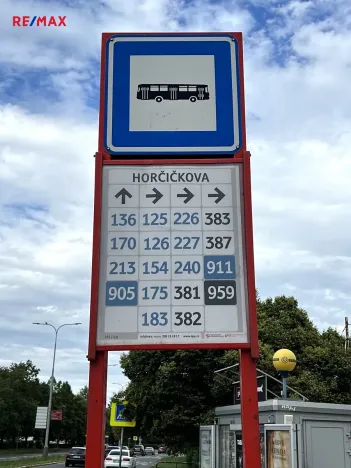 RE/MAX
HORČIČKOVA
↑ → → →
136 125 226 383
170 126 227 387
213 154 240 911
905 175 381 959
183 382